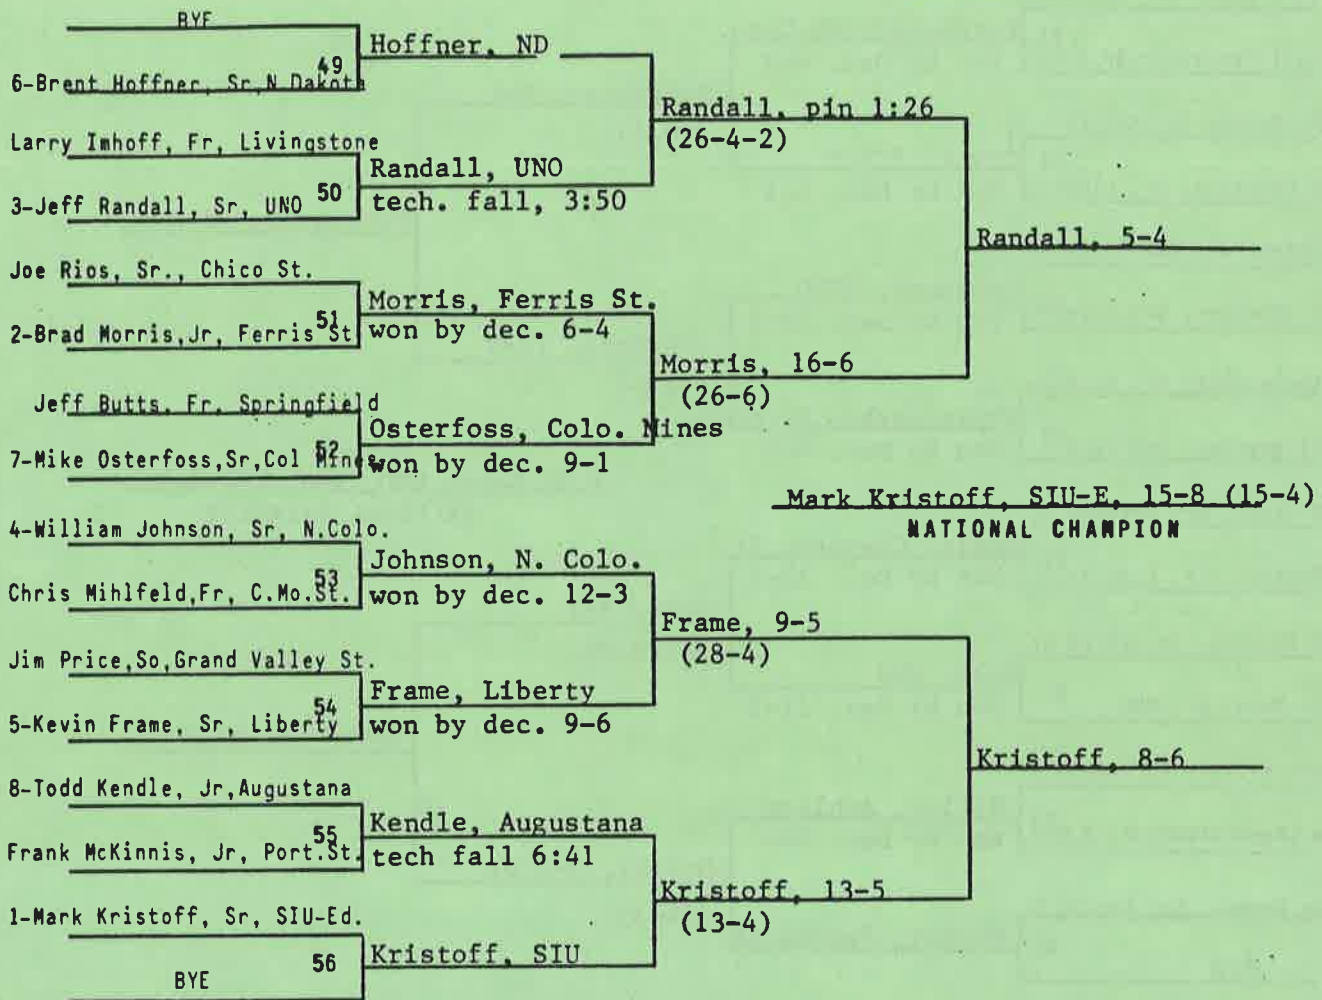 BYE
Hoffner, ND
49
6-Brent Hoffner, Sr,N Dakota
Randall, pin 1:26
(26-4-2)
Larry Imhoff, Fr, Livingstone
Randall, UNO
50
3-Jeff Randall, Sr, UNO
tech. fall, 3:50
Randall, 5-4
Joe Rios, Sr., Chico St.
Morris, Ferris St.
51
2-Brad Morris,Jr, Ferris St
won by dec. 6-4
Morris, 16-6
(26-6)
Jeff Butts, Fr, Springfield
Osterfoss, Colo. Mines
52
7-Mike Osterfoss,Sr,Col Mines
won by dec. 9-1
Mark Kristoff, SIU-E, 15-8 (15-4)
NATIONAL CHAMPION
4-William Johnson, Sr, N.Colo.
Johnson, N. Colo.
53
Chris Mihlfeld,Fr, C.Mo.St.
won by dec. 12-3
Frame, 9-5
(28-4)
Jim Price,So,Grand Valley St.
Frame, Liberty
54
5-Kevin Frame, Sr, Liberty
won by dec. 9-6
Kristoff, 8-6
8-Todd Kendle, Jr,Augustana
Kendle, Augustana
55
Frank McKinnis, Jr, Port.St.
tech fall 6:41
Kristoff, 13-5
(13-4)
1-Mark Kristoff, Sr, SIU-Ed.
Kristoff, SIU
56
BYE